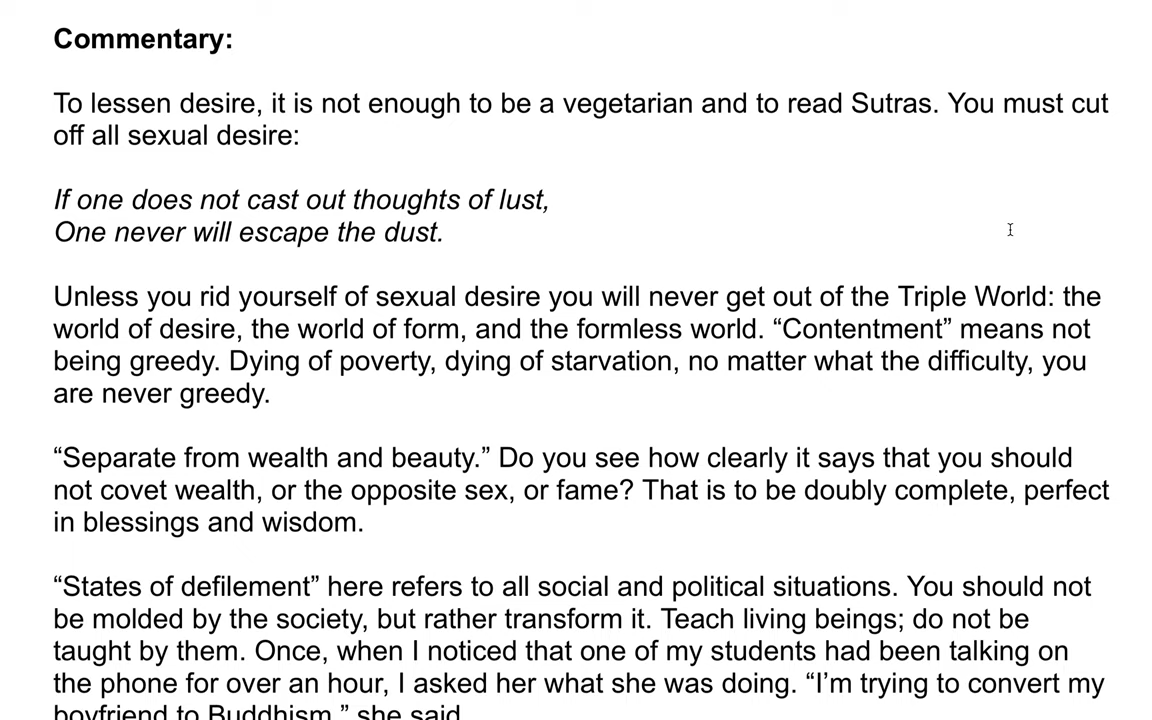 Commentary:
To lessen desire, it is not enough to be a vegetarian and to read Sutras. You must cut
off all sexual desire:
If one does not cast out thoughts of lust,
One never will escape the dust.
Unless you rid yourself of sexual desire you will never get out of the Triple World: the
world of desire, the world of form, and the formless world. “Contentment” means not
being greedy. Dying of poverty, dying of starvation, no matter what the difficulty, you
are never greedy.
“Separate from wealth and beauty.” Do you see how clearly it says that you should
not covet wealth, or the opposite sex, or fame? That is to be doubly complete, perfect
in blessings and wisdom.
“States of defilement” here refers to all social and political situations. You should not
be molded by the society, but rather transform it. Teach living beings; do not be
taught by them. Once, when I noticed that one of my students had been talking on
the phone for over an hour, I asked her what she was doing. “I’m trying to convert my
boyfriend to Buddhism,” she said